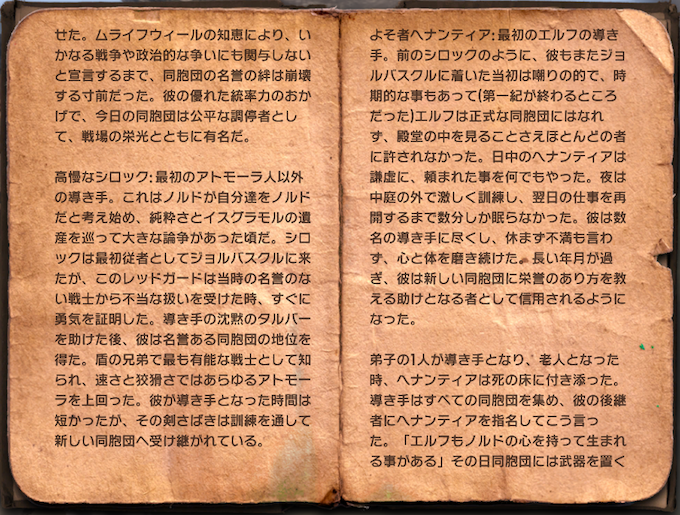 せた。ムライフウィールの知恵により、い
かなる戦争や政治的な争いにも関与しない
と宣言するまで、同胞団の名誉の絆は崩壊
する寸前だった。彼の優れた統率力のおか
げで、今日の同胞団は公平な調停者とし
て、戦場の栄光とともに有名だ。
高慢なシロック:最初のアトモーラ人以外
の導き手。これはノルドが自分達をノルド
だと考え始め、純粋さとイスグラモルの遺
産を巡って大きな論争があった頃だ。シロ
ックは最初従者としてジョルバスクルに来
たが、このレッドガードは当時の名誉のな
い戦士から不当な扱いを受けた時、すぐに
勇気を証明した。導き手の沈黙のタルバー
を助けた後、彼は名誉ある同胞団の地位を
得た。盾の兄弟で最も有能な戦士として知
られ、速さと狡猾さではあらゆるアトモー
ラを上回った。彼が導き手となった時間は
短かったが、その剣さばきは訓練を通して
新しい同胞団へ受け継がれている。
よそ者ヘナンティア:最初のエルフの導き
手。前のシロックのように、彼もまたジョ
ルバスクルに着いた当初は嘲りの的で、時
期的な事もあって(第一紀が終わるところ
だった)エルフは正式な同胞団にはなれ
ず、殿堂の中を見ることさえほとんどの者
に許されなかった。日中のヘナンティアは
謙虚に、頼まれた事を何でもやった。夜は
中庭の外で激しく訓練し、翌日の仕事を再
開するまで数分しか眠らなかった。彼は数
名の導き手に尽くし、休まず不満も言わ
ず、心と体を磨き続けた。長い年月が過
ぎ、彼は新しい同胞団に栄誉のあり方を教
える助けとなる者として信用されるように
なった。
弟子の1人が導き手となり、老人となった
時、ヘナンティアは死の床に付き添った。
導き手はすべての同胞団を集め、彼の後継
者にヘナンティアを指名してこう言っ
た。「エルフもノルドの心を持って生まれ
る事がある」その日同胞団には武器を置く